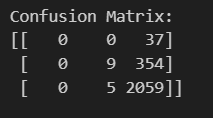 Confusion Matrix:
[[   0    0   37]
 [   0    9  354]
 [   0    5 2059]]